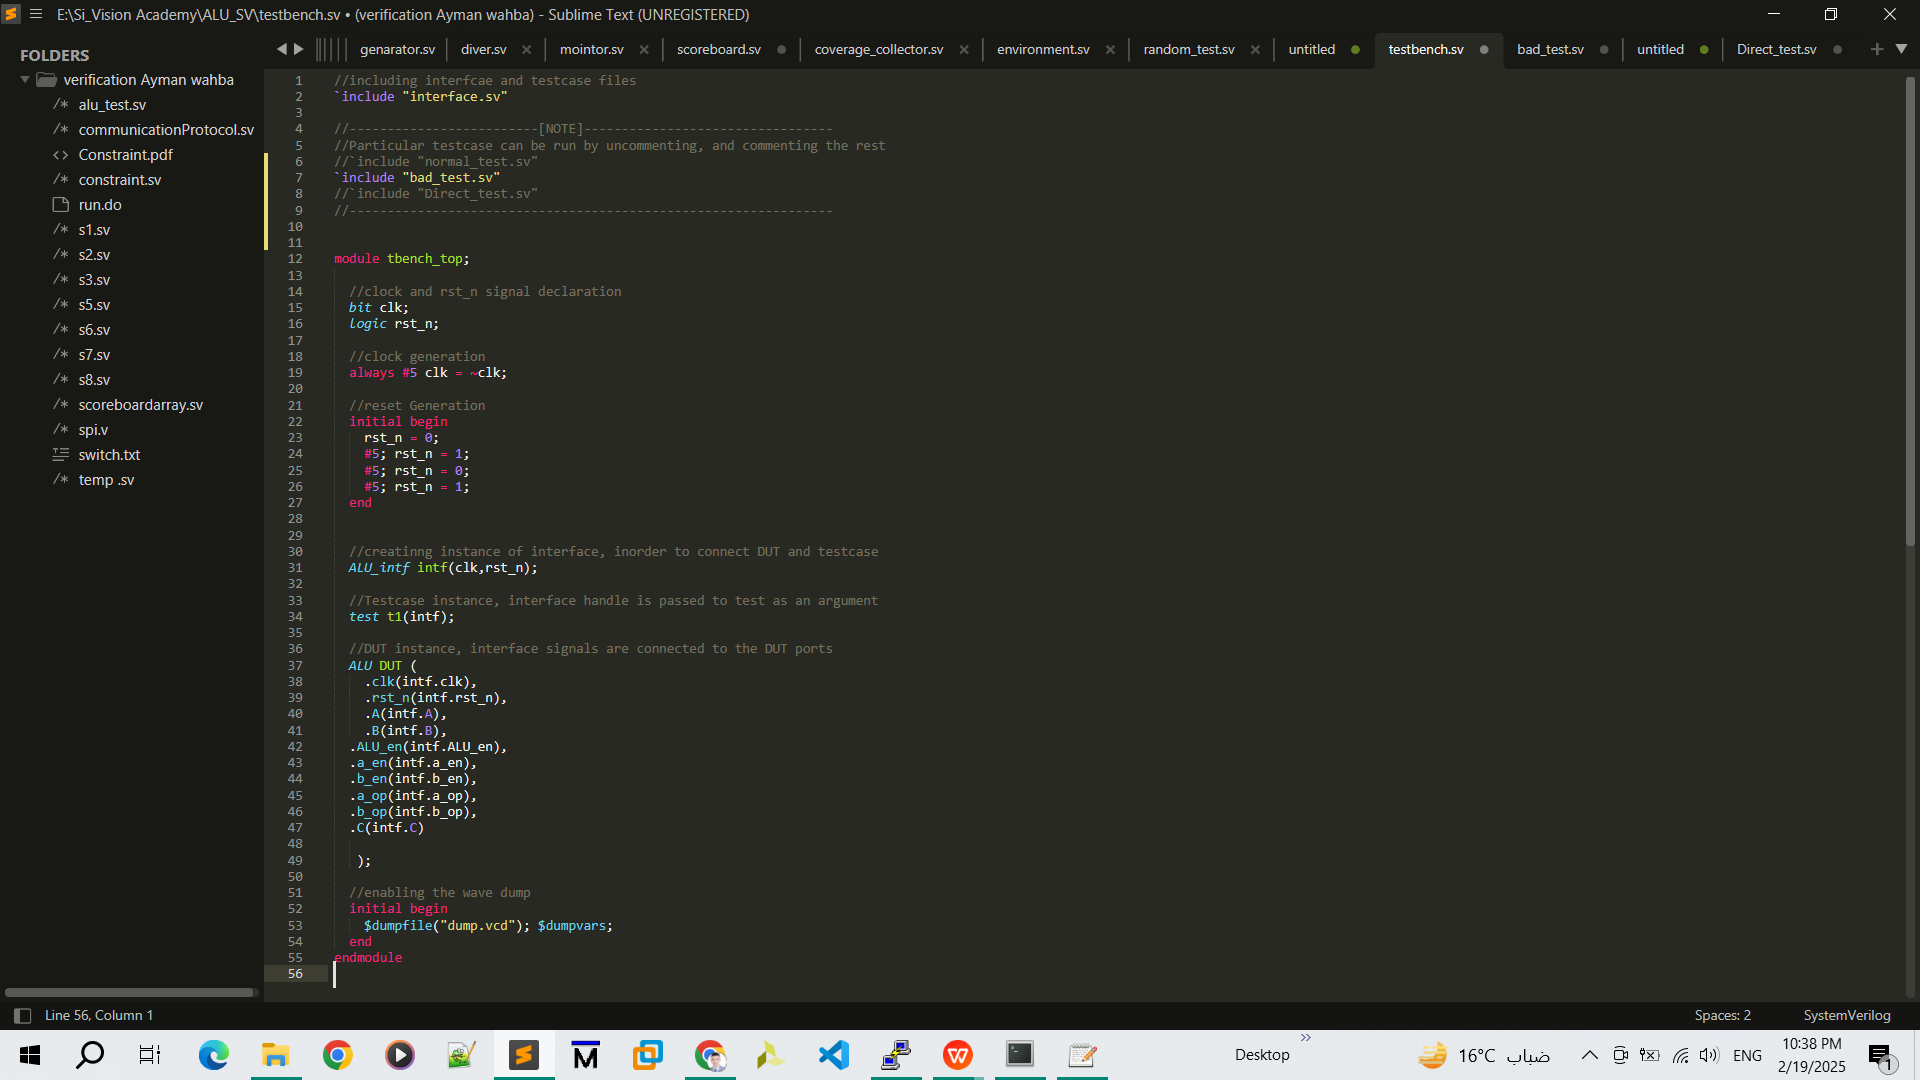 E:\Si_Vision Academy\ALU_SV\testbench.sv • (verification Ayman wahba) - Sublime Text (UNREGISTERED)
genarator.sv diver.sv mointor.sv scoreboard.sv coverage_collector.sv environment.sv random_test.sv untitled testbench.sv bad_test.sv untitled Direct_test.sv
FOLDERS
verification Ayman wahba
alu_test.sv
communicationProtocol.sv
Constraint.pdf
constraint.sv
run.do
s1.sv
s2.sv
s3.sv
s5.sv
s6.sv
s7.sv
s8.sv
scoreboardarray.sv
spi.v
switch.txt
temp .sv
1 //including interfcae and testcase files
2 `include "interface.sv"
3
4 //-------------------------[NOTE]---------------------------------
5 //Particular testcase can be run by uncommenting, and commenting the rest
6 //`include "normal_test.sv"
7 `include "bad_test.sv"
8 //`include "Direct_test.sv"
9 //----------------------------------------------------------------
10
11
12 module tbench_top;
13
14 //clock and rst_n signal declaration
15 bit clk;
16 logic rst_n;
17
18 //clock generation
19 always #5 clk = ~clk;
20
21 //reset Generation
22 initial begin
23 rst_n = 0;
24 #5; rst_n = 1;
25 #5; rst_n = 0;
26 #5; rst_n = 1;
27 end
28
29
30 //creatinng instance of interface, inorder to connect DUT and testcase
31 ALU_intf intf(clk,rst_n);
32
33 //Testcase instance, interface handle is passed to test as an argument
34 test t1(intf);
35
36 //DUT instance, interface signals are connected to the DUT ports
37 ALU DUT (
38 .clk(intf.clk),
39 .rst_n(intf.rst_n),
40 .A(intf.A),
41 .B(intf.B),
42 .ALU_en(intf.ALU_en),
43 .a_en(intf.a_en),
44 .b_en(intf.b_en),
45 .a_op(intf.a_op),
46 .b_op(intf.b_op),
47 .C(intf.C)
48
49 );
50
51 //enabling the wave dump
52 initial begin
53 $dumpfile("dump.vcd"); $dumpvars;
54 end
55 endmodule
56
Line 56, Column 1
Spaces: 2
SystemVerilog
Desktop
16°C ضباب
ENG
10:38 PM
2/19/2025
1